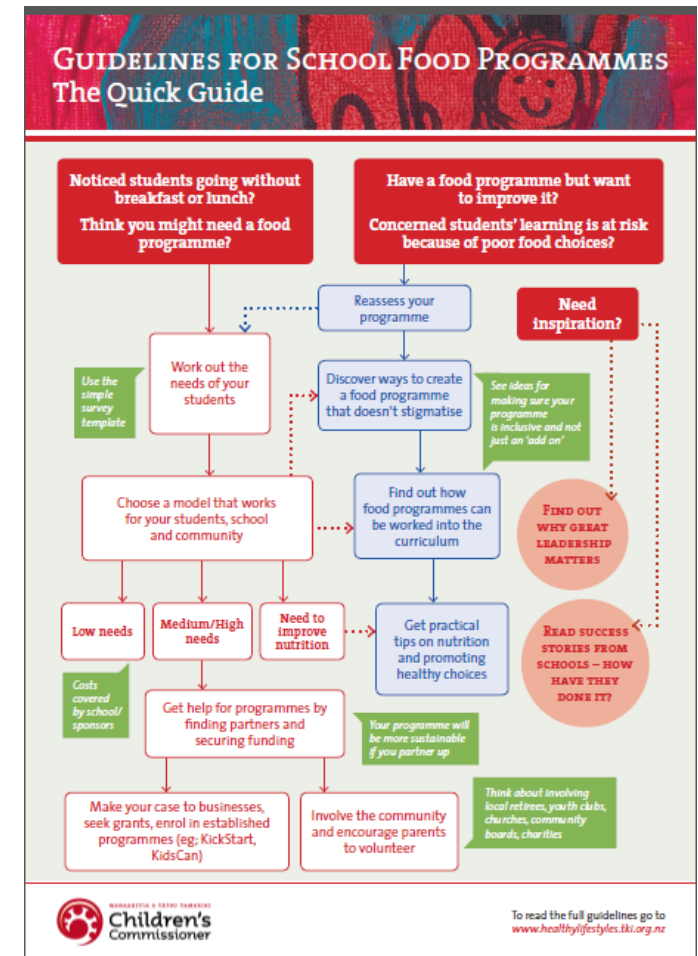 GUIDELINES FOR SCHOOL FOOD PROGRAMMES
The Quick Guide
Noticed students going without
breakfast or lunch?
Think you might need a food
programme?
Have a food programme but want
to improve it?
Concerned students' learning is at risk
because of poor food choices?
Reassess your
programme
Need
inspiration?
Work out the
needs of your
students
Use the
simple
survey
template
Discover ways to create
a food programme
that doesn't stigmatise
See ideas for
making sure your
programme
is inclusive and not
just an 'add on'
Choose a model that works
for your students, school
and community
Find out how
food programmes can
be worked into the
curriculum
FIND OUT
WHY GREAT
LEADERSHIP
MATTERS
Low needs
Medium/High
needs
Need to
improve
nutrition
Get practical
tips on nutrition
and promoting
healthy choices
READ SUCCESS
STORIES FROM
SCHOOLS – HOW
HAVE THEY
DONE IT?
Costs
covered
by school/
sponsors
Get help for programmes by
finding partners and
securing funding
Your programme will
be more sustainable
if you partner up
Make your case to businesses,
seek grants, enrol in established
programmes (eg; KickStart,
KidsCan)
Involve the community
and encourage parents
to volunteer
Think about involving
local retirees, youth clubs,
churches, community
boards, charities
Children's
Commissioner
To read the full guidelines go to
www.healthylifestyles.tki.org.nz